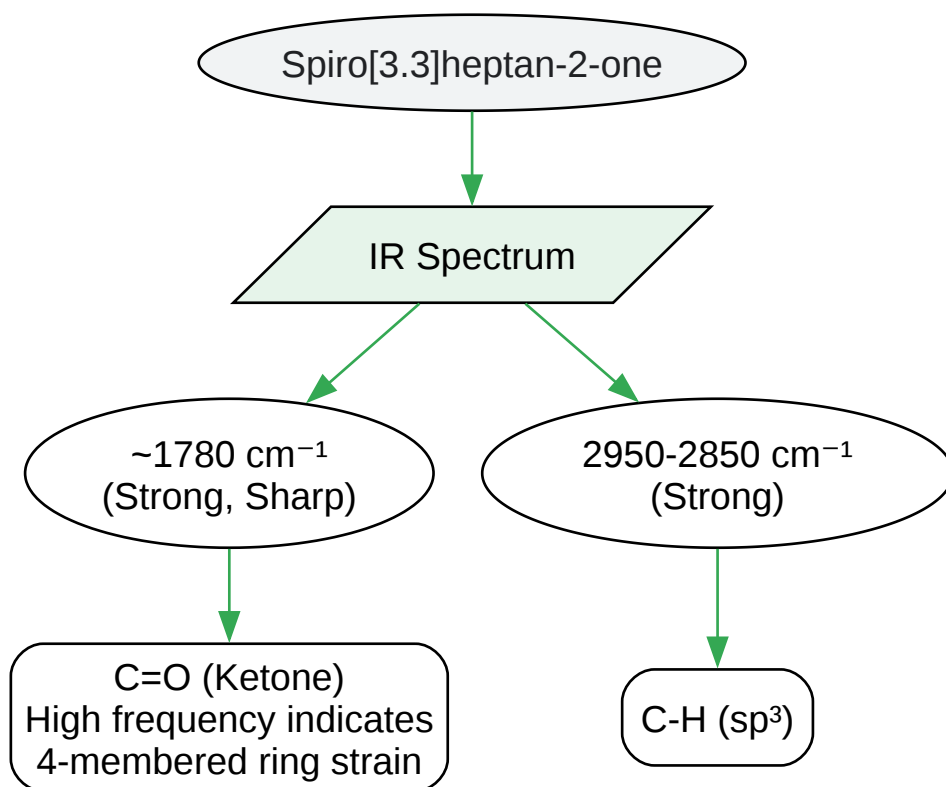 Spiro[3.3]heptan-2-one
IR Spectrum
~1780 cm⁻¹
(Strong, Sharp)
2950-2850 cm⁻¹
(Strong)
C=O (Ketone)
High frequency indicates
4-membered ring strain
C-H (sp³)